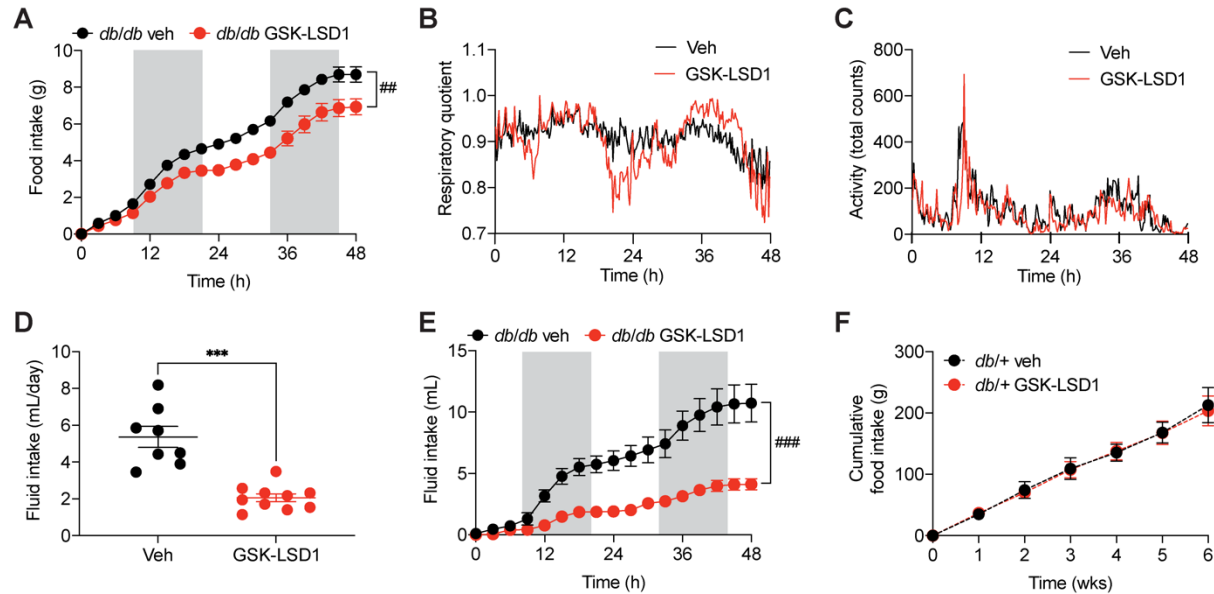 A
db/db veh
db/db GSK-LSD1
Food intake (g)
10
8
6
4
2
0
##
0
12
24
36
48
Time (h)
B
Veh
GSK-LSD1
Respiratory quotient
1.1
1.0
0.9
0.8
0.7
0
12
24
36
48
Time (h)
C
Veh
GSK-LSD1
Activity (total counts)
800
600
400
200
0
0
12
24
36
48
Time (h)
D
Fluid intake (mL/day)
10
8
6
4
2
0
***
Veh
GSK-LSD1
E
db/db veh
db/db GSK-LSD1
Fluid intake (mL)
15
10
5
0
###
0
12
24
36
48
Time (h)
F
db/+ veh
db/+ GSK-LSD1
Cumulative
food intake (g)
300
200
100
0
0
1
2
3
4
5
6
Time (wks)